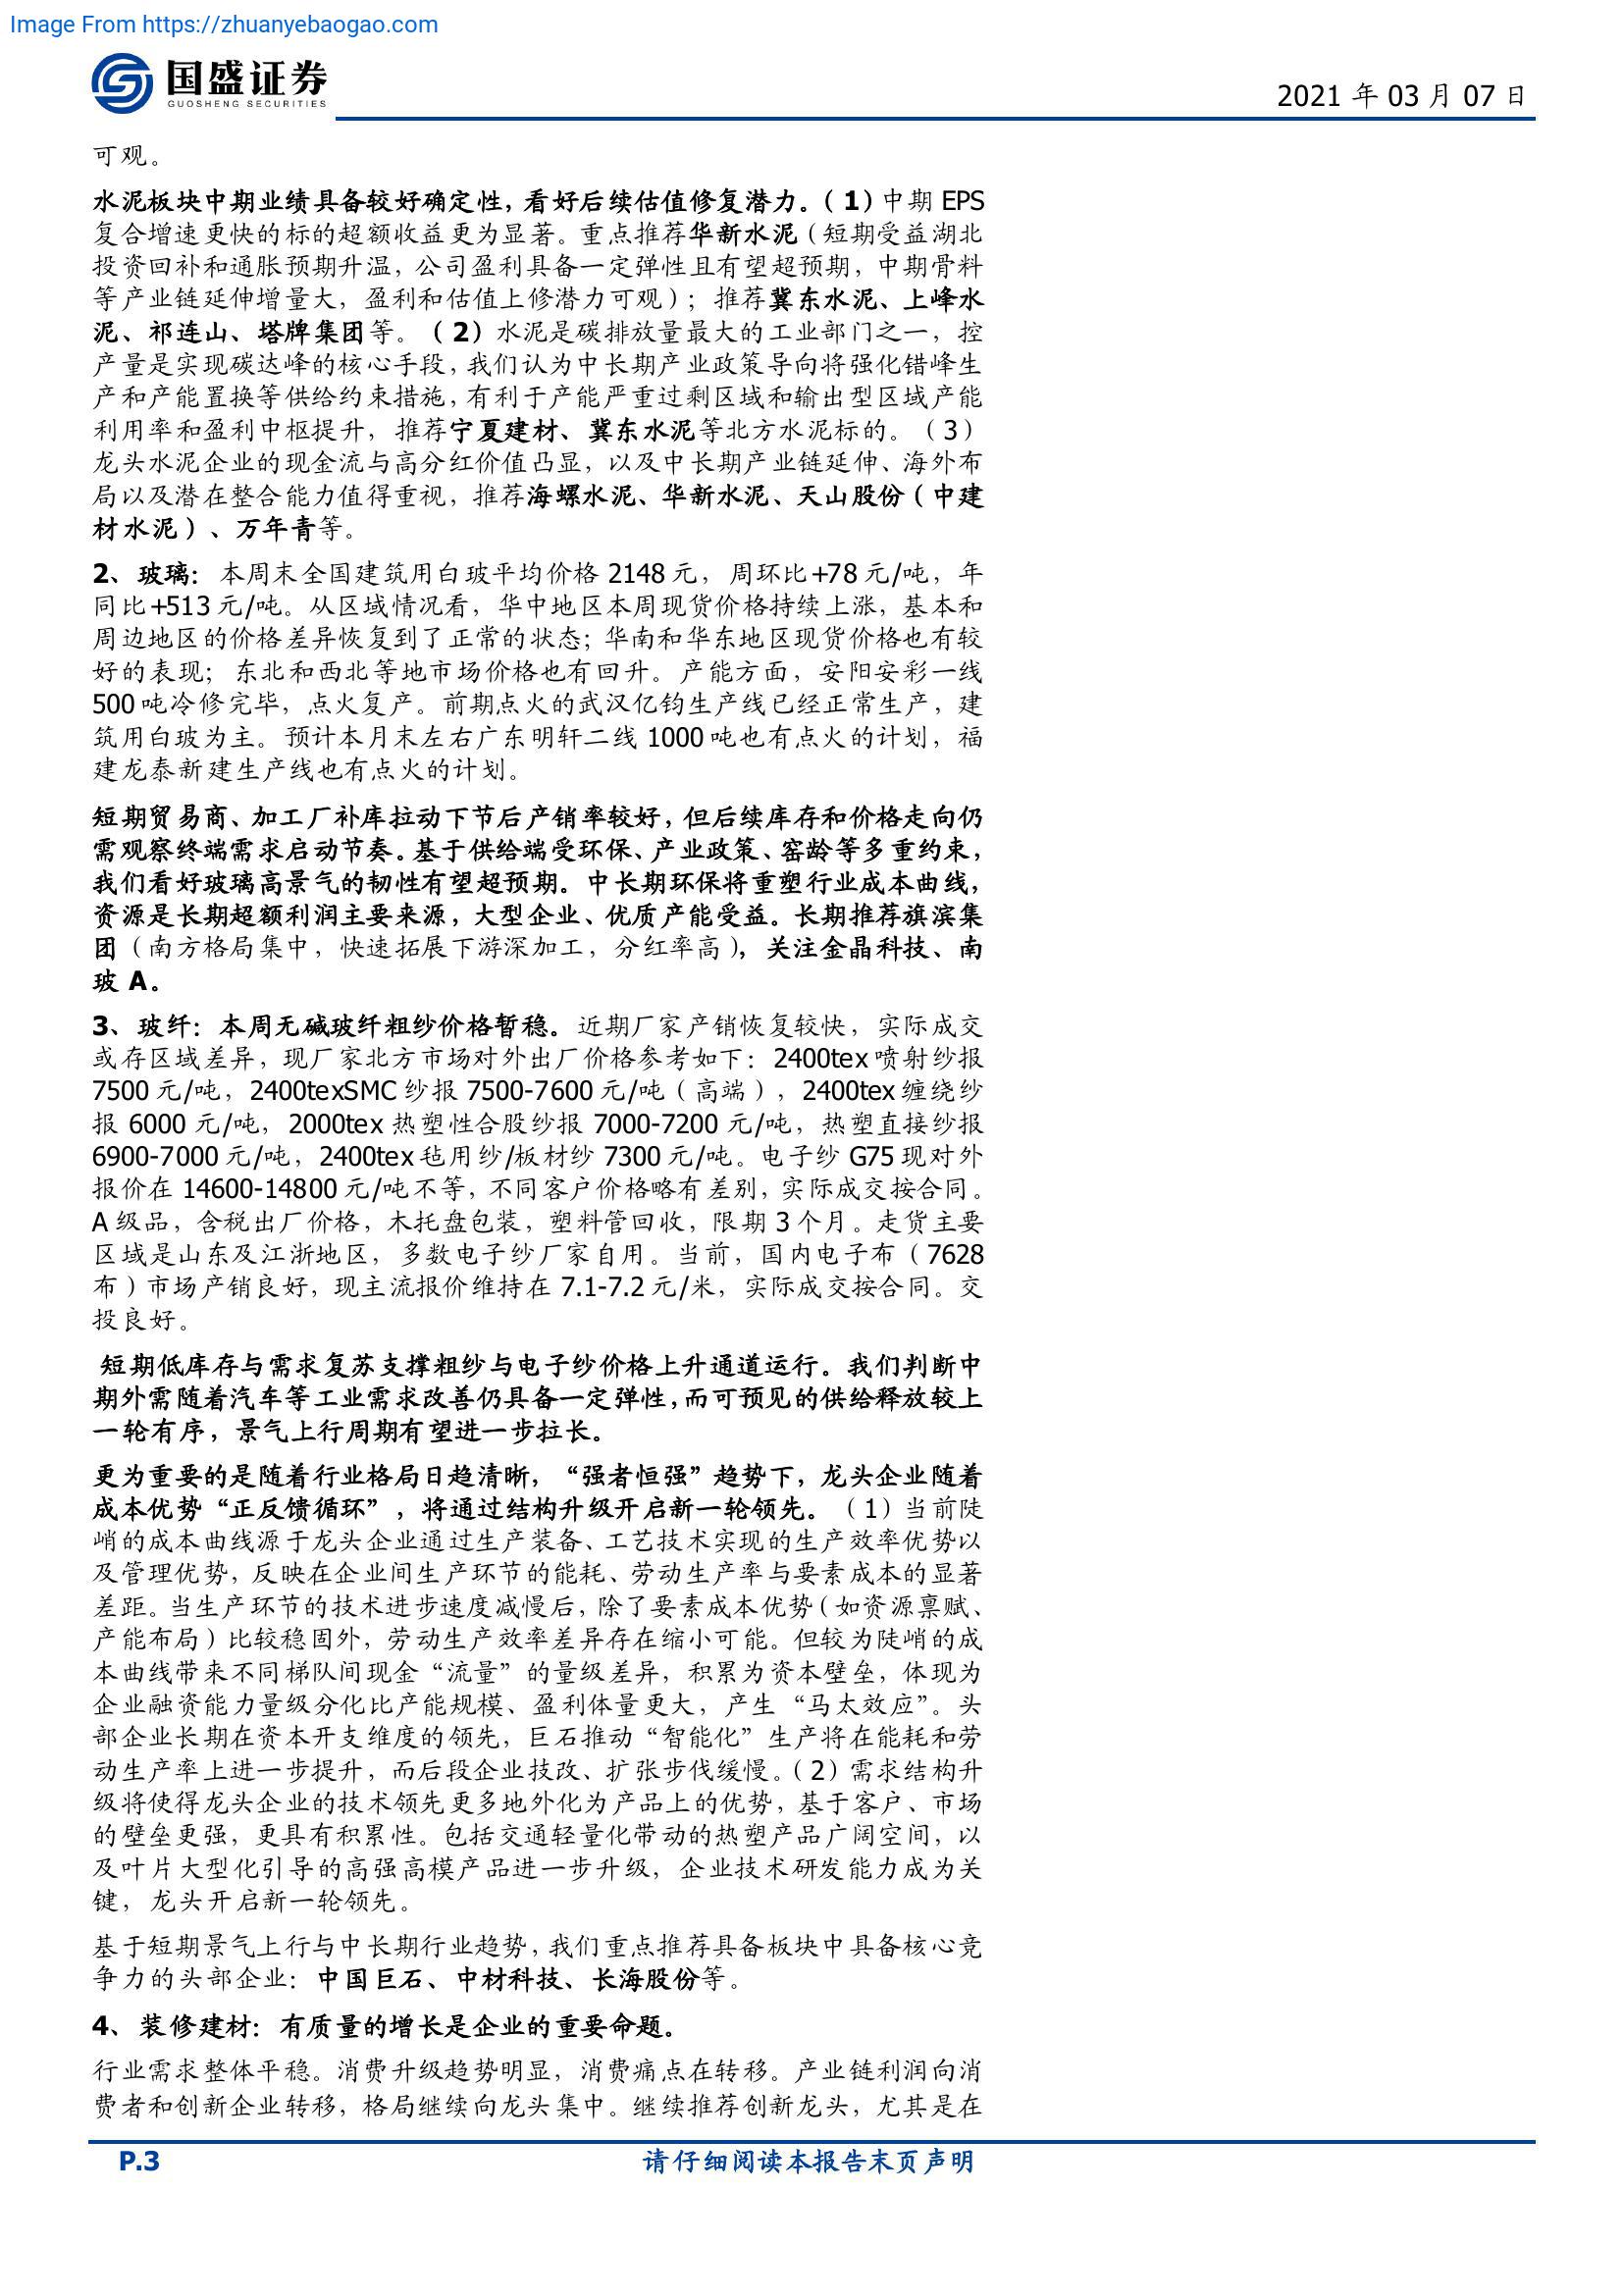 Image From https://zhuanyebaogao.com
国盛证券
GUOSHENG SECURITIES
2021 年 03 月 07 日
可观。
水泥板块中期业绩具备较好确定性，看好后续估值修复潜力。（1）中期 EPS
复合增速更快的标的超额收益更为显著。重点推荐华新水泥（短期受益湖北
投资回补和通胀预期升温，公司盈利具备一定弹性且有望超预期，中期骨料
等产业链延伸增量大，盈利和估值上修潜力可观）；推荐冀东水泥、上峰水
泥、祁连山、塔牌集团等。（2）水泥是碳排放量最大的工业部门之一，控
产量是实现碳达峰的核心手段，我们认为中长期产业政策导向将强化错峰生
产和产能置换等供给约束措施，有利于产能严重过剩区域和输出型区域产能
利用率和盈利中枢提升，推荐宁夏建材、冀东水泥等北方水泥标的。（3）
龙头水泥企业的现金流与高分红价值凸显，以及中长期产业链延伸、海外布
局以及潜在整合能力值得重视，推荐海螺水泥、华新水泥、天山股份（中建
材水泥）、万年青等。
2、玻璃：本周末全国建筑用白玻平均价格 2148 元，周环比+78 元/吨，年
同比+513 元/吨。从区域情况看，华中地区本周现货价格持续上涨，基本和
周边地区的价格差异恢复到了正常的状态；华南和华东地区现货价格也有较
好的表现；东北和西北等地市场价格也有回升。产能方面，安阳安彩一线
500 吨冷修完毕，点火复产。前期点火的武汉亿钧生产线已经正常生产，建
筑用白玻为主。预计本月末左右广东明轩二线 1000 吨也有点火的计划，福
建龙泰新建生产线也有点火的计划。
短期贸易商、加工厂补库拉动下节后产销率较好，但后续库存和价格走向仍
需观察终端需求启动节奏。基于供给端受环保、产业政策、窑龄等多重约束，
我们看好玻璃高景气的韧性有望超预期。中长期环保将重塑行业成本曲线，
资源是长期超额利润主要来源，大型企业、优质产能受益。长期推荐旗滨集
团（南方格局集中，快速拓展下游深加工，分红率高），关注金晶科技、南
玻 A。
3、玻纤：本周无碱玻纤粗纱价格暂稳。近期厂家产销恢复较快，实际成交
或存区域差异，现厂家北方市场对外出厂价格参考如下：2400tex 喷射纱报
7500 元/吨，2400texSMC 纱报 7500-7600 元/吨（高端），2400tex 缠绕纱
报 6000 元/吨，2000tex 热塑性合股纱报 7000-7200 元/吨，热塑直接纱报
6900-7000 元/吨，2400tex 毡用纱/板材纱 7300 元/吨。电子纱 G75 现对外
报价在 14600-14800 元/吨不等，不同客户价格略有差别，实际成交按合同。
A 级品，含税出厂价格，木托盘包装，塑料管回收，限期 3 个月。走货主要
区域是山东及江浙地区，多数电子纱厂家自用。当前，国内电子布（7628
布）市场产销良好，现主流报价维持在 7.1-7.2 元/米，实际成交按合同。交
投良好。
短期低库存与需求复苏支撑粗纱与电子纱价格上升通道运行。我们判断中
期外需随着汽车等工业需求改善仍具备一定弹性，而可预见的供给释放较上
一轮有序，景气上行周期有望进一步拉长。
更为重要的是随着行业格局日趋清晰，“强者恒强”趋势下，龙头企业随着
成本优势“正反馈循环”，将通过结构升级开启新一轮领先。（1）当前陡
峭的成本曲线源于龙头企业通过生产装备、工艺技术实现的生产效率优势以
及管理优势，反映在企业间生产环节的能耗、劳动生产率与要素成本的显著
差距。当生产环节的技术进步速度减慢后，除了要素成本优势（如资源禀赋、
产能布局）比较稳固外，劳动生产效率差异存在缩小可能。但较为陡峭的成
本曲线带来不同梯队间现金“流量”的量级差异，积累为资本壁垒，体现为
企业融资能力量级分化比产能规模、盈利体量更大，产生“马太效应”。头
部企业长期在资本开支维度的领先，巨石推动“智能化”生产将在能耗和劳
动生产率上进一步提升，而后段企业技改、扩张步伐缓慢。（2）需求结构升
级将使得龙头企业的技术领先更多地外化为产品上的优势，基于客户、市场
的壁垒更强，更具有积累性。包括交通轻量化带动的热塑产品广阔空间，以
及叶片大型化引导的高强高模产品进一步升级，企业技术研发能力成为关
键，龙头开启新一轮领先。
基于短期景气上行与中长期行业趋势，我们重点推荐具备板块中具备核心竞
争力的头部企业：中国巨石、中材科技、长海股份等。
4、装修建材：有质量的增长是企业的重要命题。
行业需求整体平稳。消费升级趋势明显，消费痛点在转移。产业链利润向消
费者和创新企业转移，格局继续向龙头集中。继续推荐创新龙头，尤其是在
P.3
请仔细阅读本报告末页声明